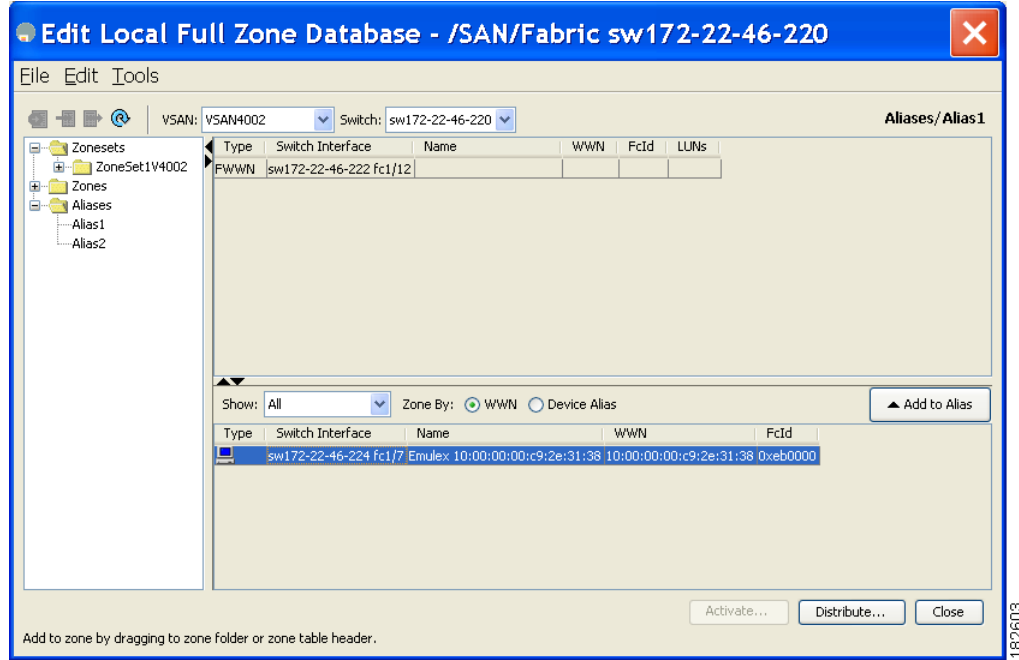 Edit Local Full Zone Database - /SAN/Fabric sw172-22-46-220
File Edit Tools
VSAN: VSAN4002 Switch: sw172-22-46-220 Aliases/Alias1
Zonesets
ZoneSet1V4002
Zones
Aliases
Alias1
Alias2
Type Switch Interface Name WWN FcId LUNs
FWWN sw172-22-46-222 fc1/12
Show: All Zone By: WWN Device Alias Add to Alias
Type Switch Interface Name WWN FcId
sw172-22-46-224 fc1/7 Emulex 10:00:00:00:c9:2e:31:38 10:00:00:00:c9:2e:31:38 0xeb0000
Activate... Distribute... Close
Add to zone by dragging to zone folder or zone table header.
182603